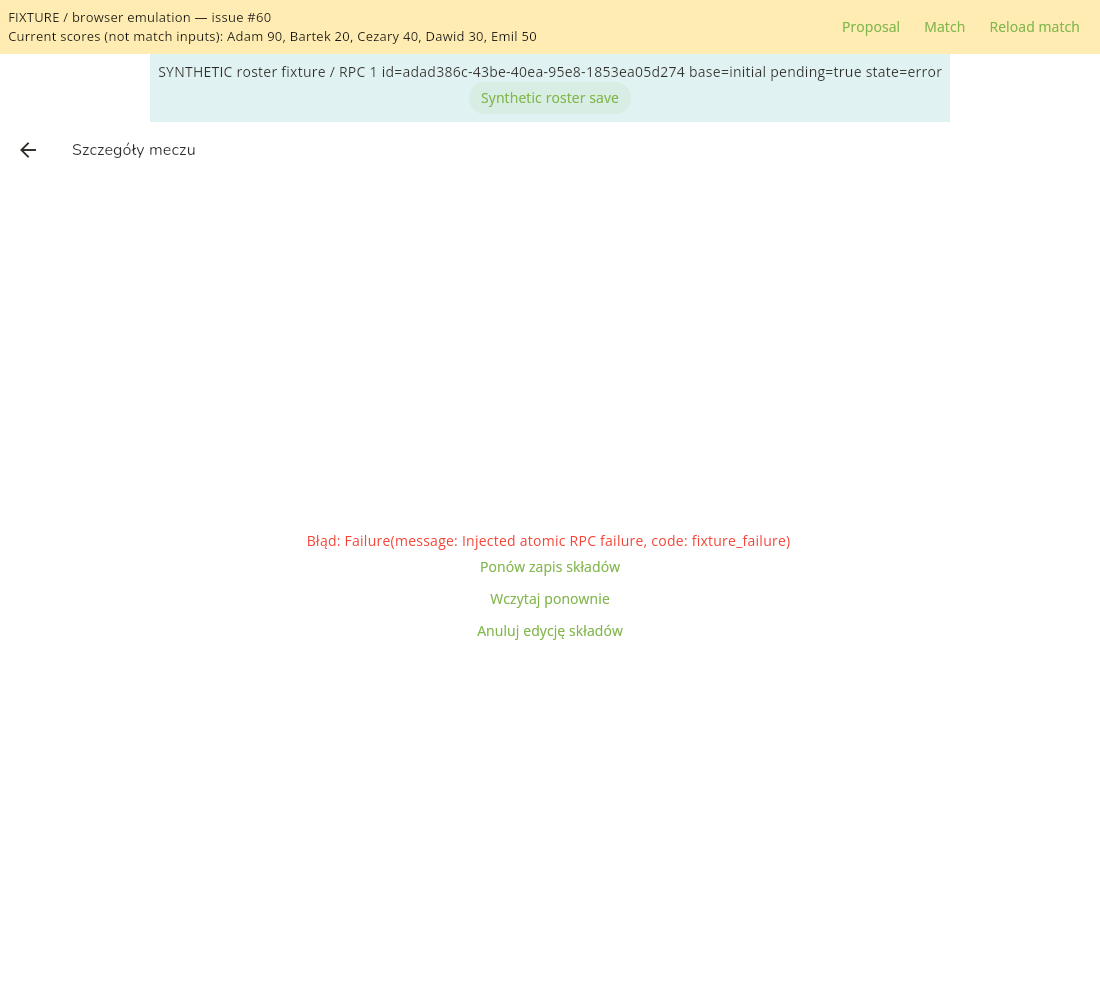 FIXTURE / browser emulation — issue #60
Current scores (not match inputs): Adam 90, Bartek 20, Cezary 40, Dawid 30, Emil 50
Proposal
Match
Reload match
SYNTHETIC roster fixture / RPC 1 id=adad386c-43be-40ea-95e8-1853ea05d274 base=initial pending=true state=error
Synthetic roster save
Szczegóły meczu
Błąd: Failure(message: Injected atomic RPC failure, code: fixture_failure)
Ponów zapis składów
Wczytaj ponownie
Anuluj edycję składów